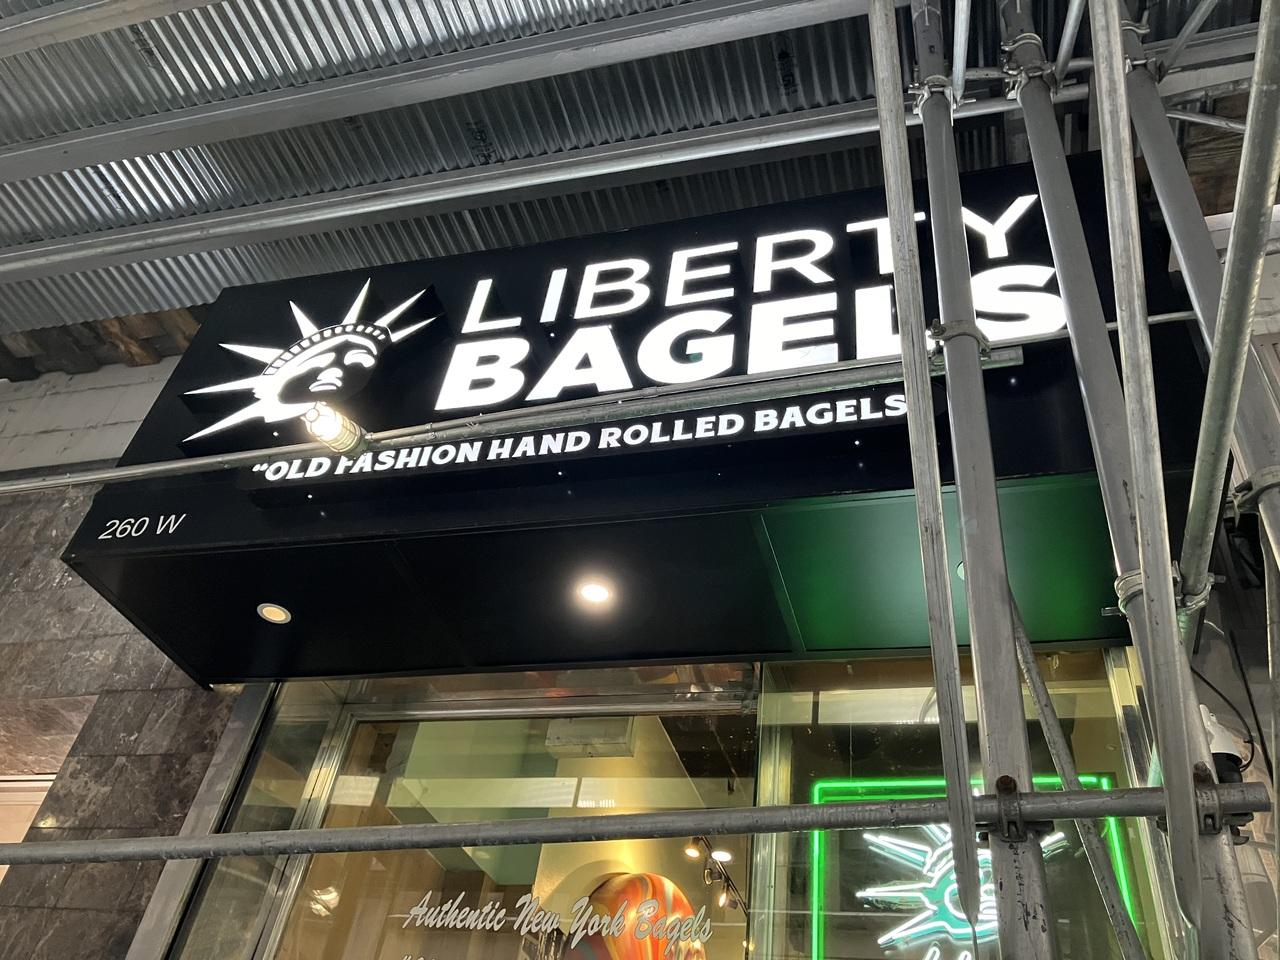 LIBERTY
BAGELS
"OLD FASHION HAND ROLLED BAGELS
260 W
Authentic New York Bagels